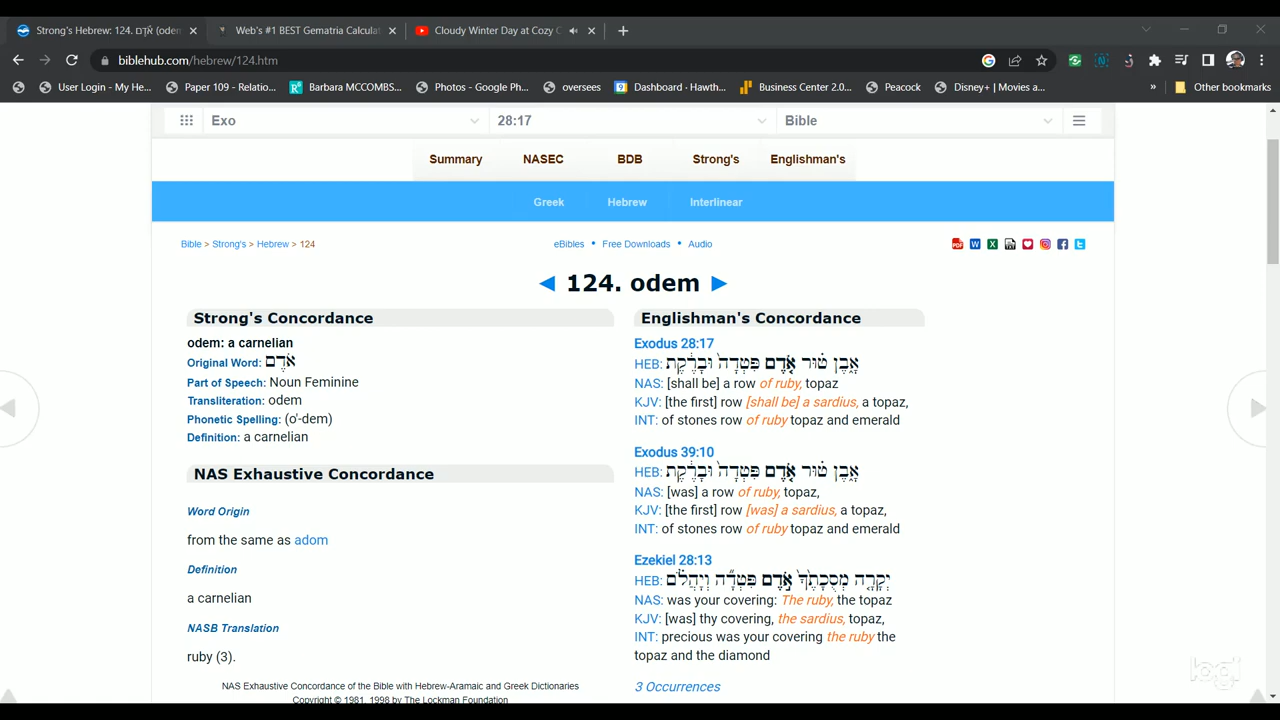 Strong's Hebrew: 124. אֹ֫דֶם (oden
Web's #1 BEST Gematria Calculat
Cloudy Winter Day at Cozy C
biblehub.com/hebrew/124.htm
User Login - My He...
Paper 109 - Relatio...
Barbara MCCOMBS...
Photos - Google Ph...
oversees
Dashboard · Hawth...
Business Center 2.0...
Peacock
Disney+ | Movies a...
»
Other bookmarks
Exo
28:17
Bible
Summary
NASEC
BDB
Strong's
Englishman's
Greek
Hebrew
Interlinear
Bible > Strong's > Hebrew > 124
eBibles • Free Downloads • Audio
◄ 124. odem ►
Strong's Concordance
odem: a carnelian
Original Word: אֹ֫דֶם
Part of Speech: Noun Feminine
Transliteration: odem
Phonetic Spelling: (o'-dem)
Definition: a carnelian
NAS Exhaustive Concordance
Word Origin
from the same as adom
Definition
a carnelian
NASB Translation
ruby (3).
NAS Exhaustive Concordance of the Bible with Hebrew-Aramaic and Greek Dictionaries
Copyright © 1981, 1998 by The Lockman Foundation
Englishman's Concordance
Exodus 28:17
HEB: אָ֑בֶן ט֗וּר אֹ֤דֶם פִּטְדָה֙ וּבָרֶ֔קֶת
NAS: [shall be] a row of ruby, topaz
KJV: [the first] row [shall be] a sardius, a topaz,
INT: of stones row of ruby topaz and emerald
Exodus 39:10
HEB: אָ֑בֶן ט֗וּר אֹ֤דֶם פִּטְדָה֙ וּבָרֶ֔קֶת
NAS: [was] a row of ruby, topaz,
KJV: [the first] row [was] a sardius, a topaz,
INT: of stones row of ruby topaz and emerald
Ezekiel 28:13
HEB: יְקָרָ֣ה מְסֻכָתֶ֗ךָ אֹ֣דֶם פִּטְדָ֞ה וְיָהֲלֹ֗ם
NAS: was your covering: The ruby, the topaz
KJV: [was] thy covering, the sardius, topaz,
INT: precious was your covering the ruby the
topaz and the diamond
3 Occurrences
logi